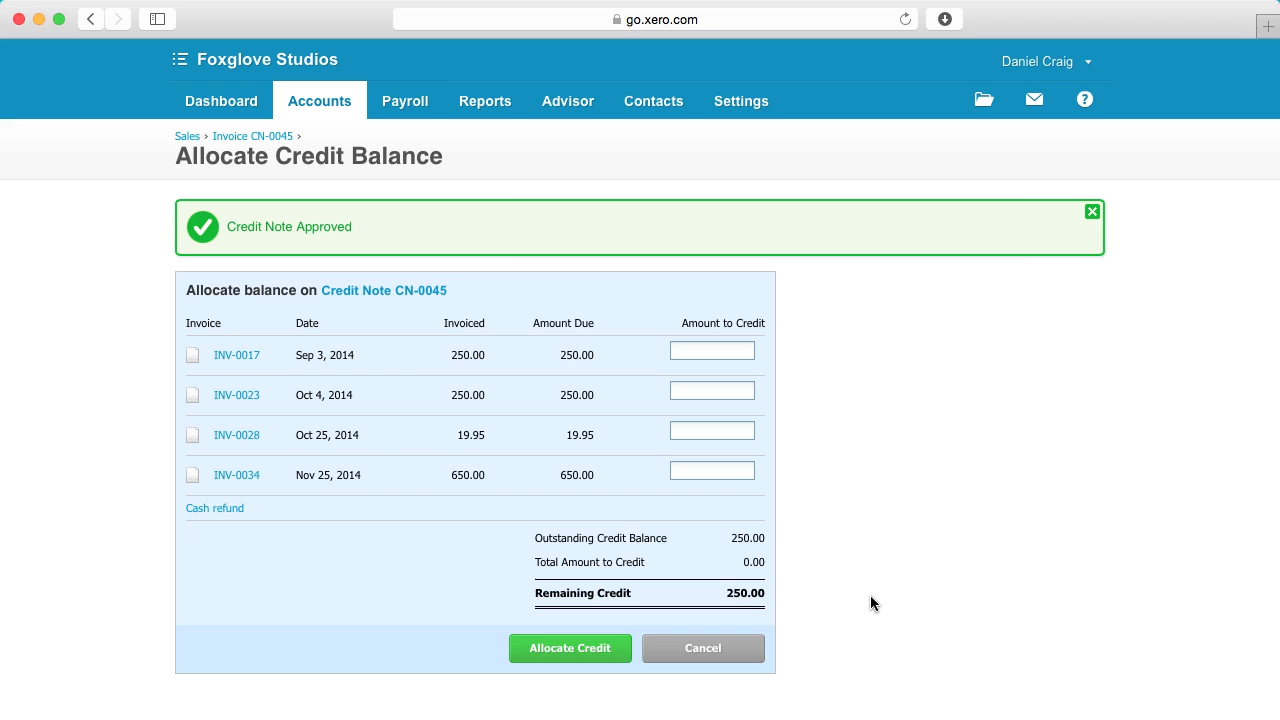 go.xero.com
Foxglove Studios
Daniel Craig
Dashboard Accounts Payroll Reports Advisor Contacts Settings ?
Sales › Invoice CN-0045 ›
Allocate Credit Balance
Credit Note Approved
Allocate balance on Credit Note CN-0045
Invoice Date Invoiced Amount Due Amount to Credit
INV-0017 Sep 3, 2014 250.00 250.00
INV-0023 Oct 4, 2014 250.00 250.00
INV-0028 Oct 25, 2014 19.95 19.95
INV-0034 Nov 25, 2014 650.00 650.00
Cash refund
Outstanding Credit Balance 250.00
Total Amount to Credit 0.00
Remaining Credit 250.00
Allocate Credit Cancel